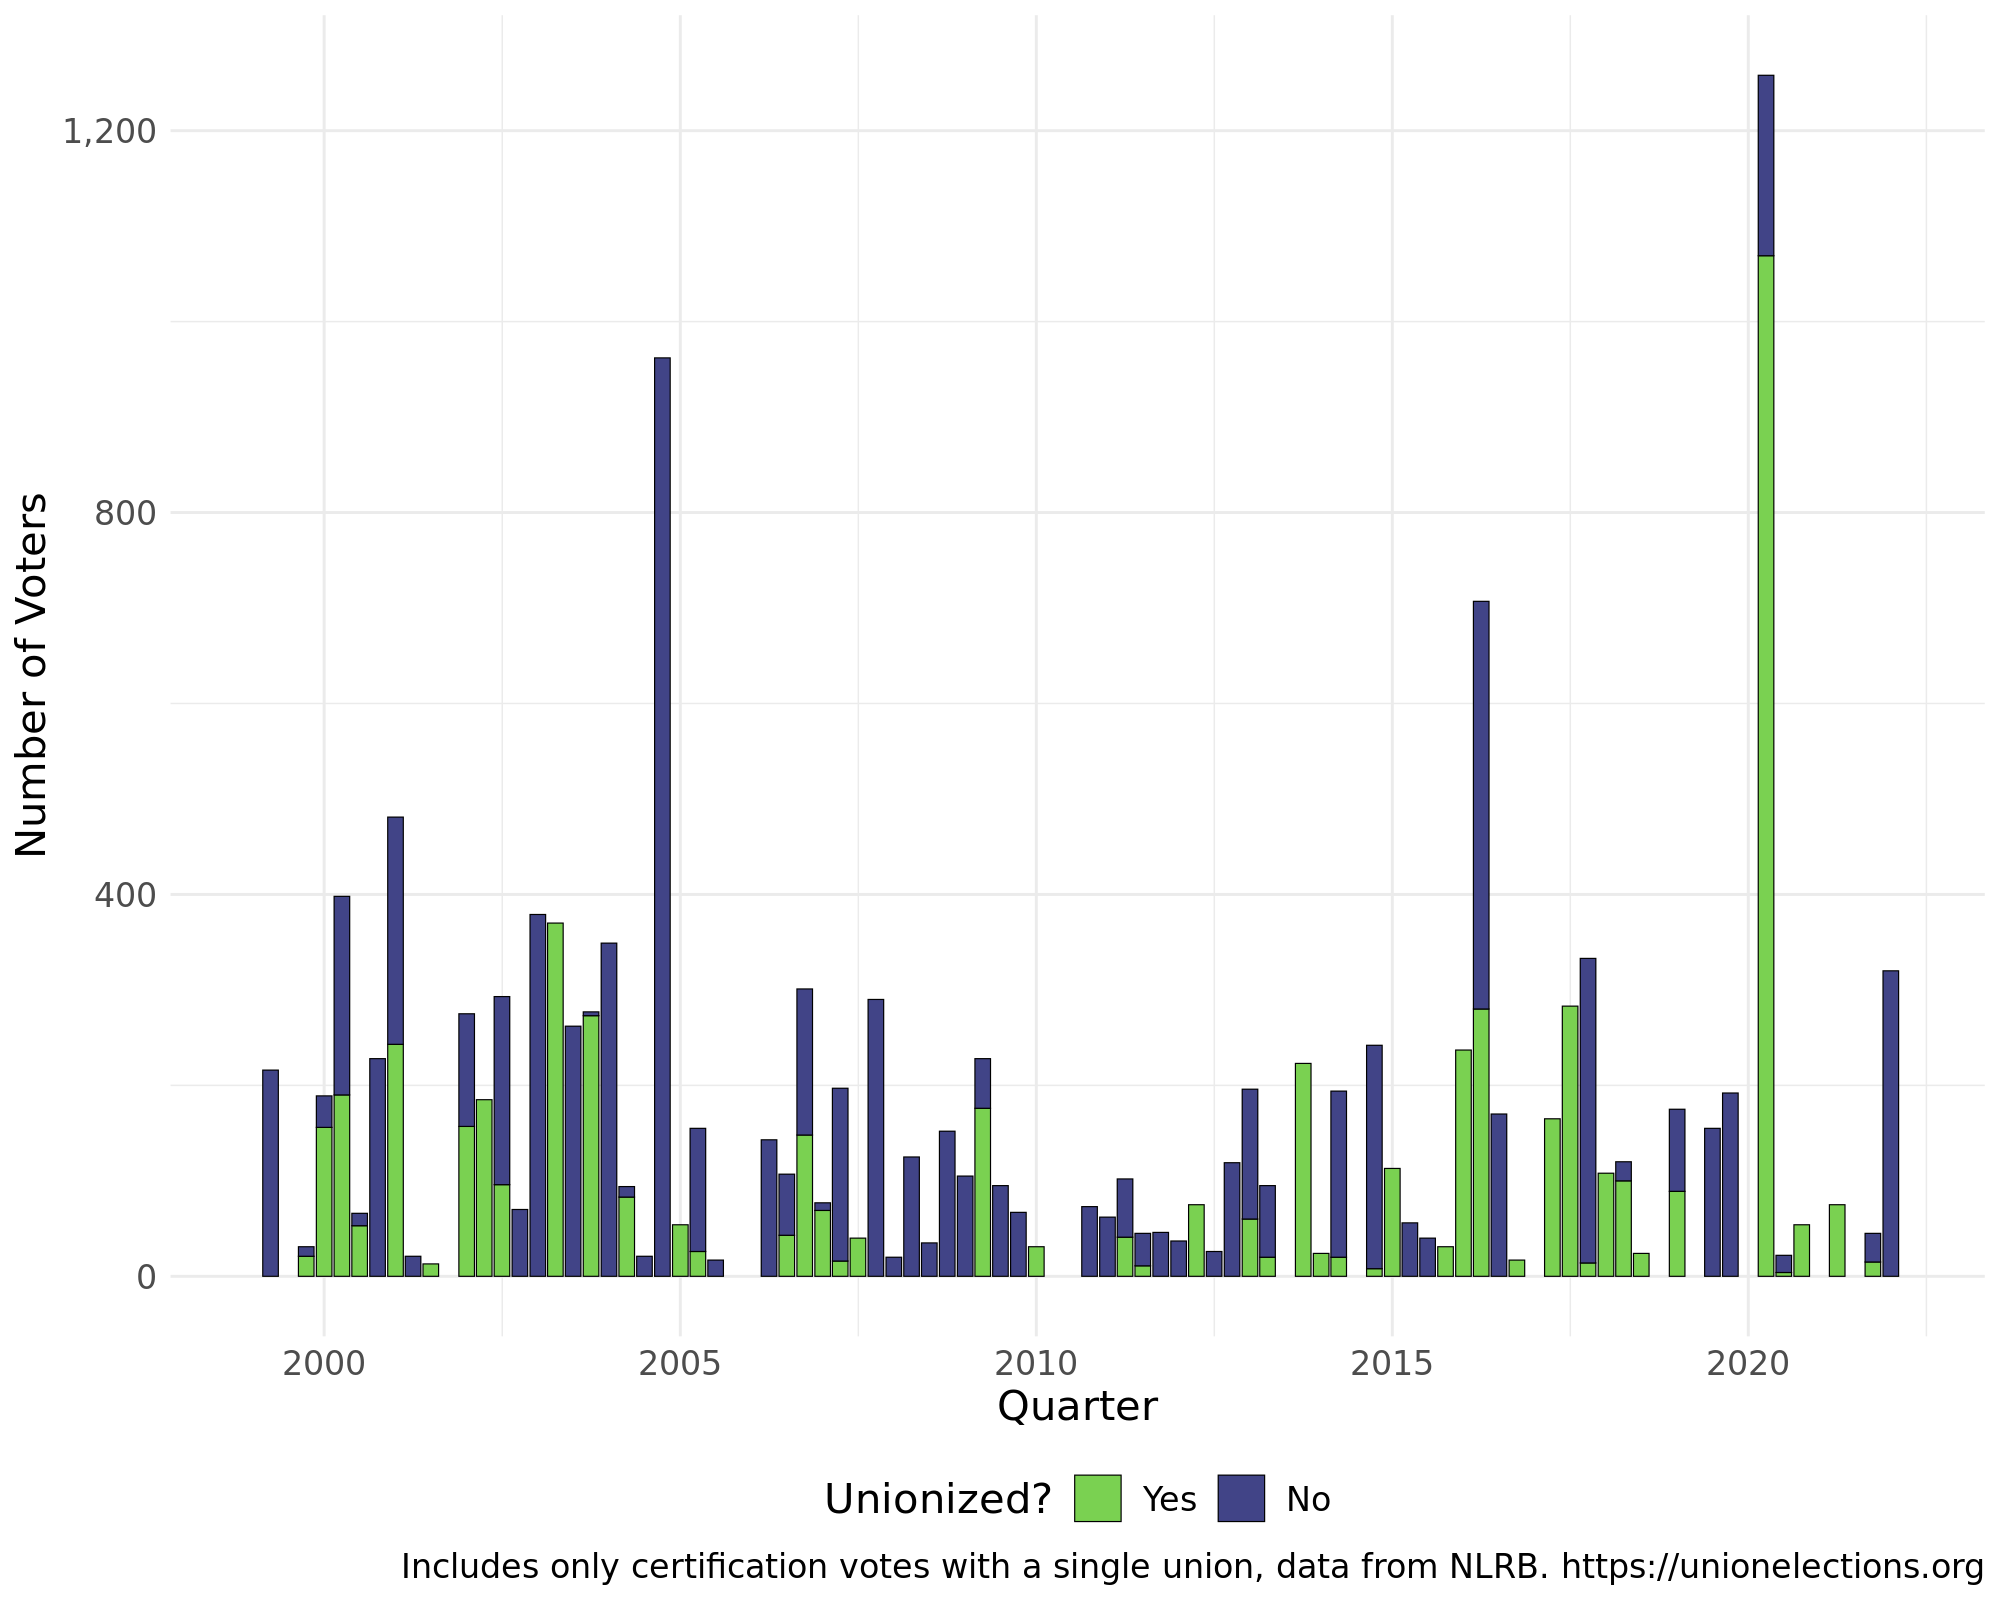 1,200
800
400
0
Number of Voters
2000 2005 2010 2015 2020
Quarter
Unionized? Yes No
Includes only certification votes with a single union, data from NLRB. https://unionelections.org